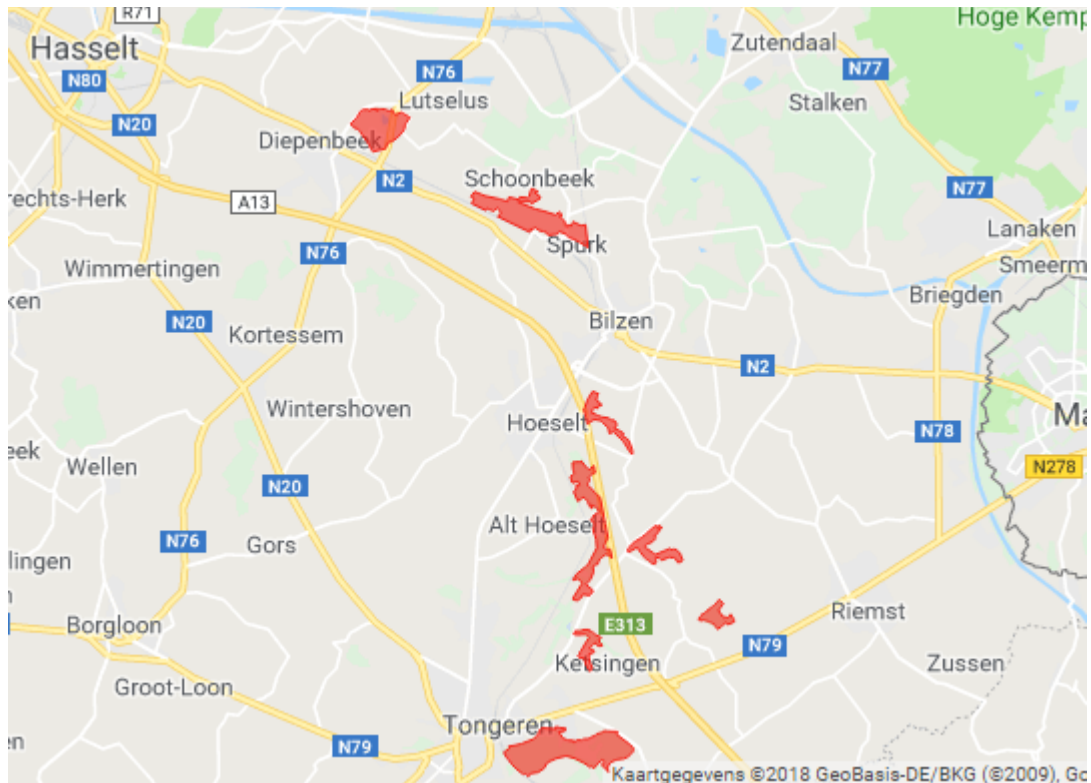 R71
Hoge Kemp
Hasselt
Zutendaal
N76
N77
N80
Lutselus
Stalken
N20
Diepenbeek
N2
Schoonbeek
N77
rechts-Herk
A13
Lanaken
Spurk
N76
Smeerm
Wimmertingen
Briegden
ken
N20
Bilzen
Kortessem
N2
Wintershoven
Hoeselt
Ma
N78
eek
Wellen
N278
N20
Alt Hoeselt
N76
Gors
lingen
n
Riemst
Borgloon
E313
N79
Ketsingen
Zussen
Groot-Loon
Tongeren
en
N79
Kaartgegevens ©2018 GeoBasis-DE/BKG (©2009), Go